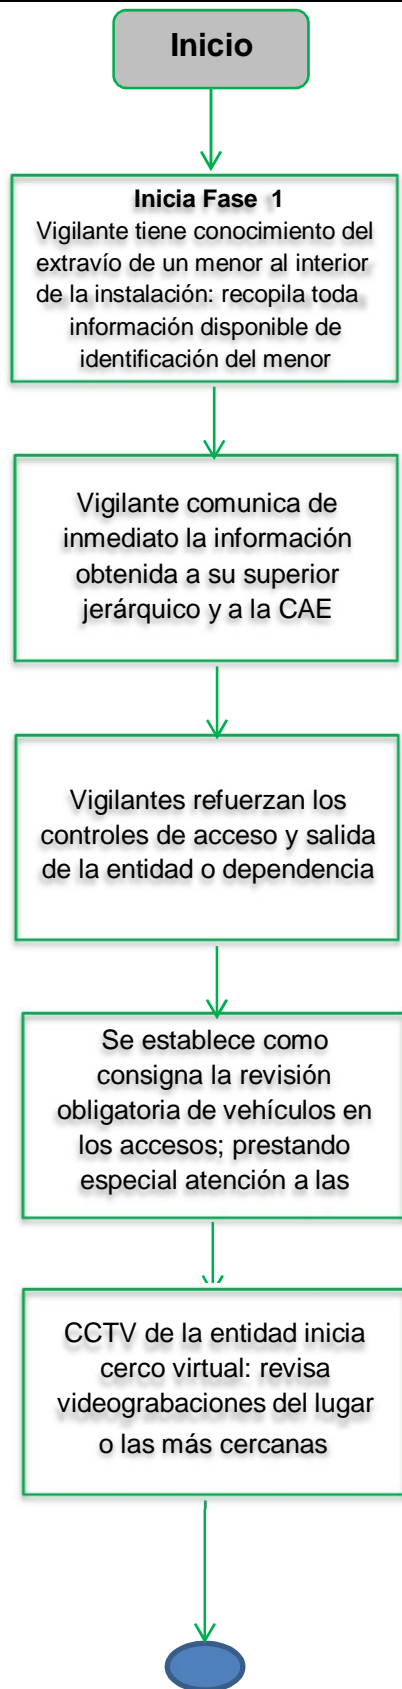 Inicio
Inicia Fase 1
Vigilante tiene conocimiento del
extravío de un menor al interior
de la instalación: recopila toda
información disponible de
identificación del menor
Vigilante comunica de
inmediato la información
obtenida a su superior
jerárquico y a la CAE
Vigilantes refuerzan los
controles de acceso y salida
de la entidad o dependencia
Se establece como
consigna la revisión
obligatoria de vehículos en
los accesos; prestando
especial atención a las
CCTV de la entidad inicia
cerco virtual: revisa
videograbaciones del lugar
o las más cercanas